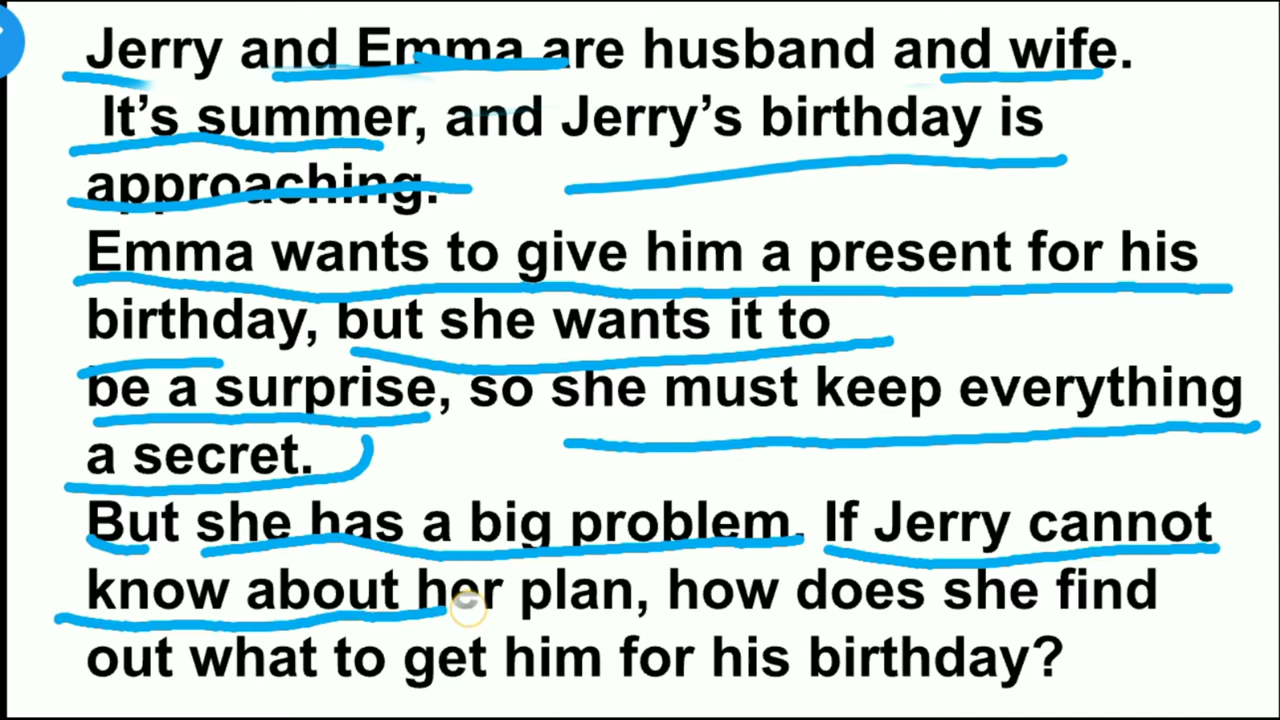 Jerry and Emma are husband and wife.
It's summer, and Jerry's birthday is
approaching.
Emma wants to give him a present for his
birthday, but she wants it to
be a surprise, so she must keep everything
a secret.
But she has a big problem. If Jerry cannot
know about her plan, how does she find
out what to get him for his birthday?